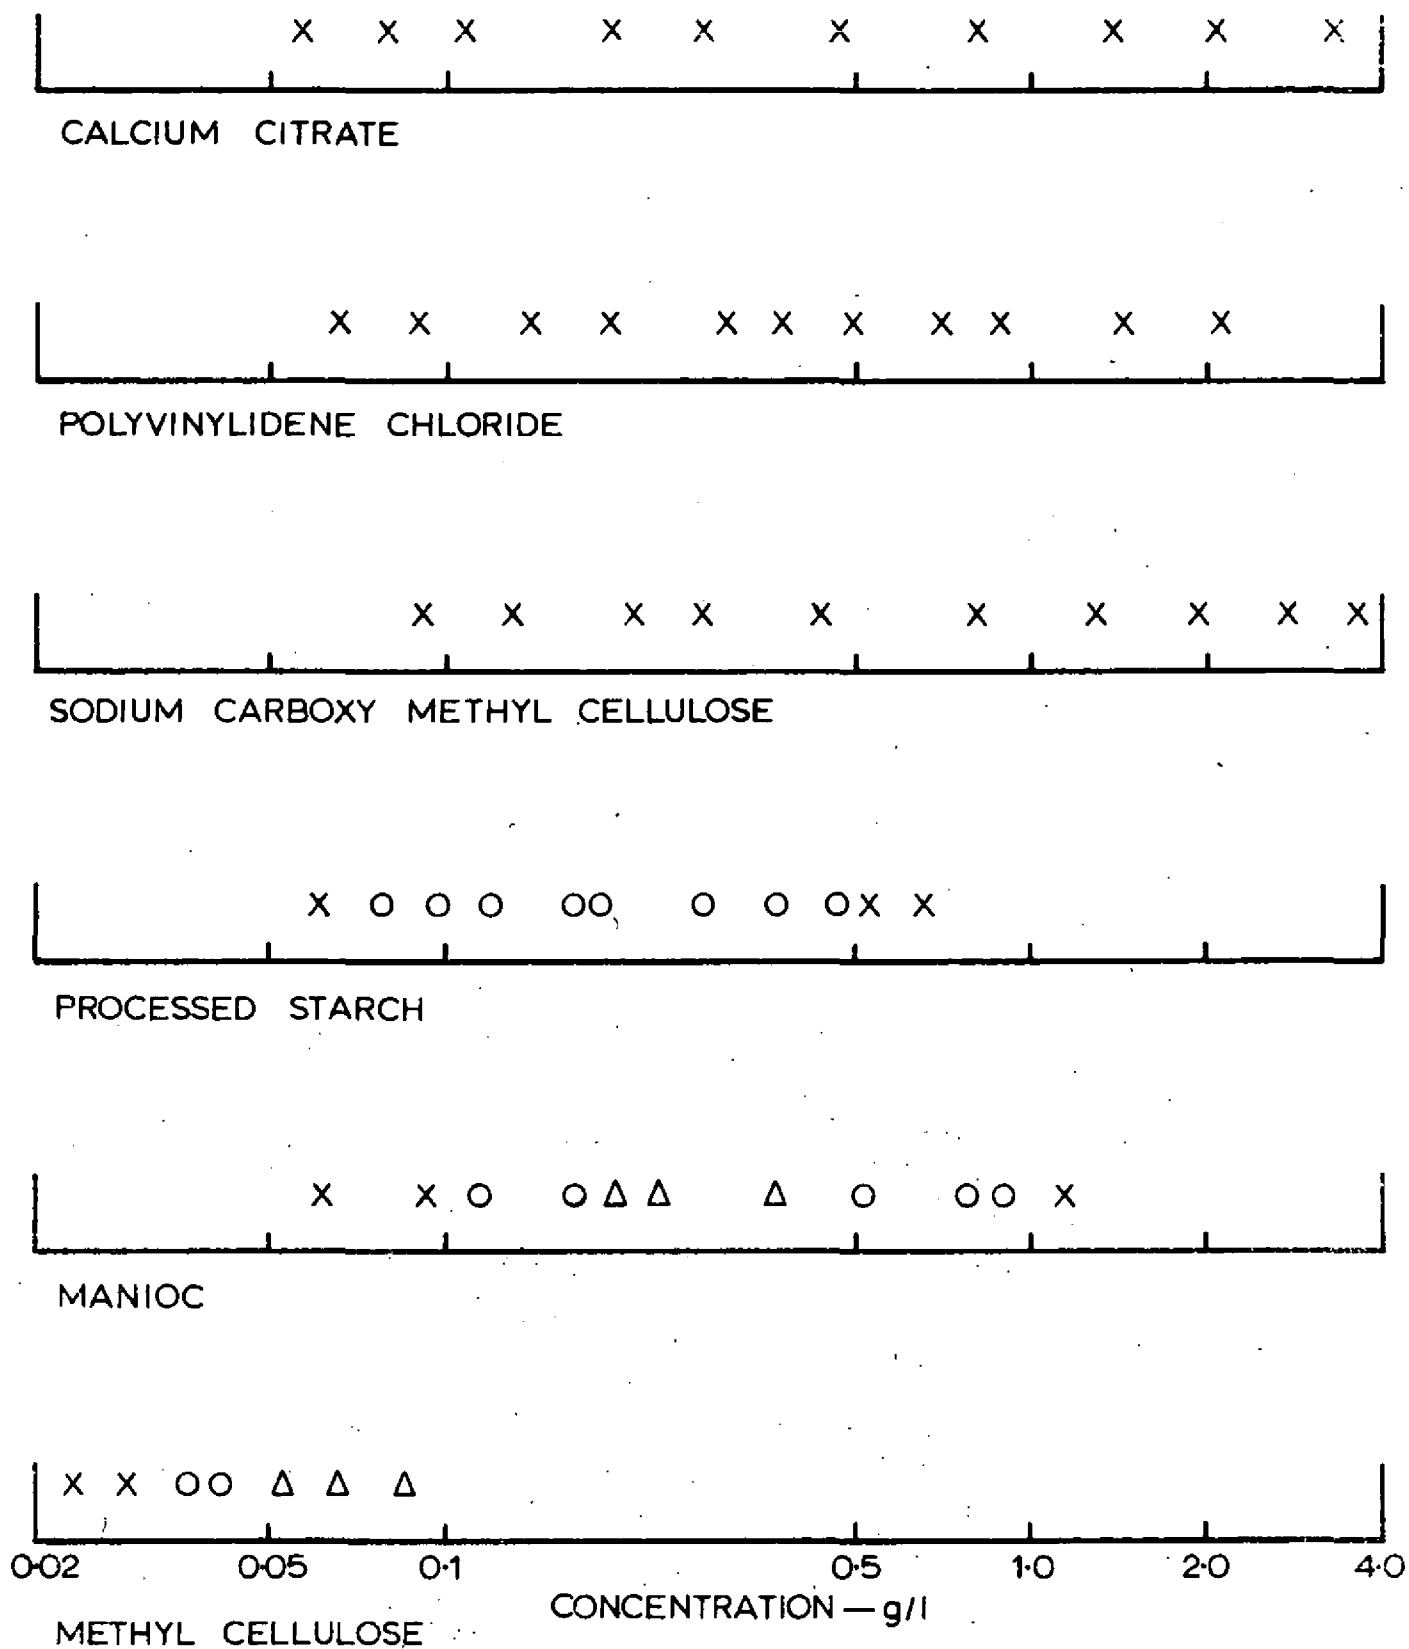 CALCIUM CITRATE
POLYVINYLIDENE CHLORIDE
SODIUM CARBOXY METHYL CELLULOSE
PROCESSED STARCH
MANIOC
0·02 0·05 0·1 0·5 1·0 2·0 4·0
CONCENTRATION — g/l
METHYL CELLULOSE